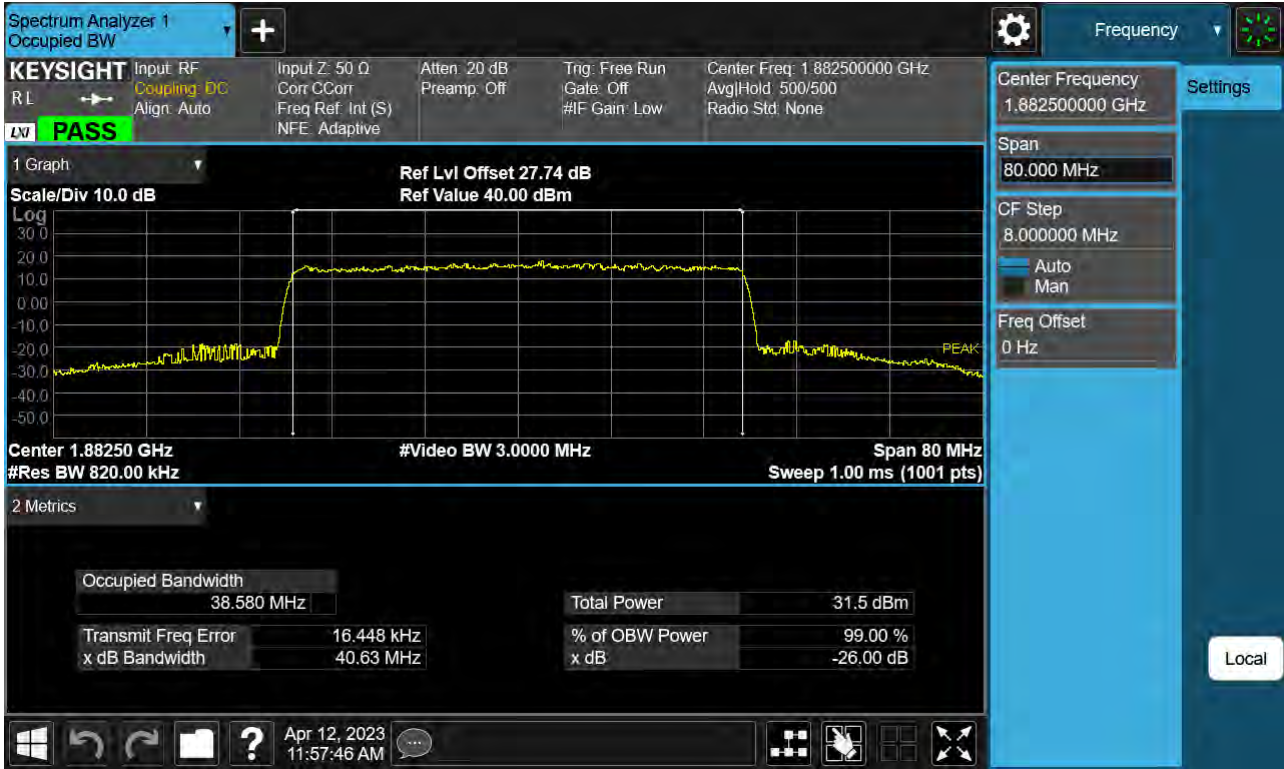 Spectrum Analyzer 1
Occupied BW
Frequency
KEYSIGHT
RL
LXI
PASS
Input: RF
Coupling: DC
Align: Auto
Input Z: 50 Ω
Corr CCorr
Freq Ref: Int (S)
NFE: Adaptive
Atten: 20 dB
Preamp: Off
Trig: Free Run
Gate: Off
#IF Gain: Low
Center Freq: 1.882500000 GHz
Avg|Hold: 500/500
Radio Std: None
1 Graph
Scale/Div 10.0 dB
Ref Lvl Offset 27.74 dB
Ref Value 40.00 dBm
Log
30.0
20.0
10.0
0.00
-10.0
-20.0
-30.0
-40.0
-50.0
PEAK
Center 1.88250 GHz
#Video BW 3.0000 MHz
Span 80 MHz
#Res BW 820.00 kHz
Sweep 1.00 ms (1001 pts)
2 Metrics
Occupied Bandwidth
38.580 MHz
Total Power 31.5 dBm
Transmit Freq Error 16.448 kHz
% of OBW Power 99.00 %
x dB Bandwidth 40.63 MHz
x dB -26.00 dB
Center Frequency
1.882500000 GHz
Settings
Span
80.000 MHz
CF Step
8.000000 MHz
Auto
Man
Freq Offset
0 Hz
Local
?
Apr 12, 2023
11:57:46 AM